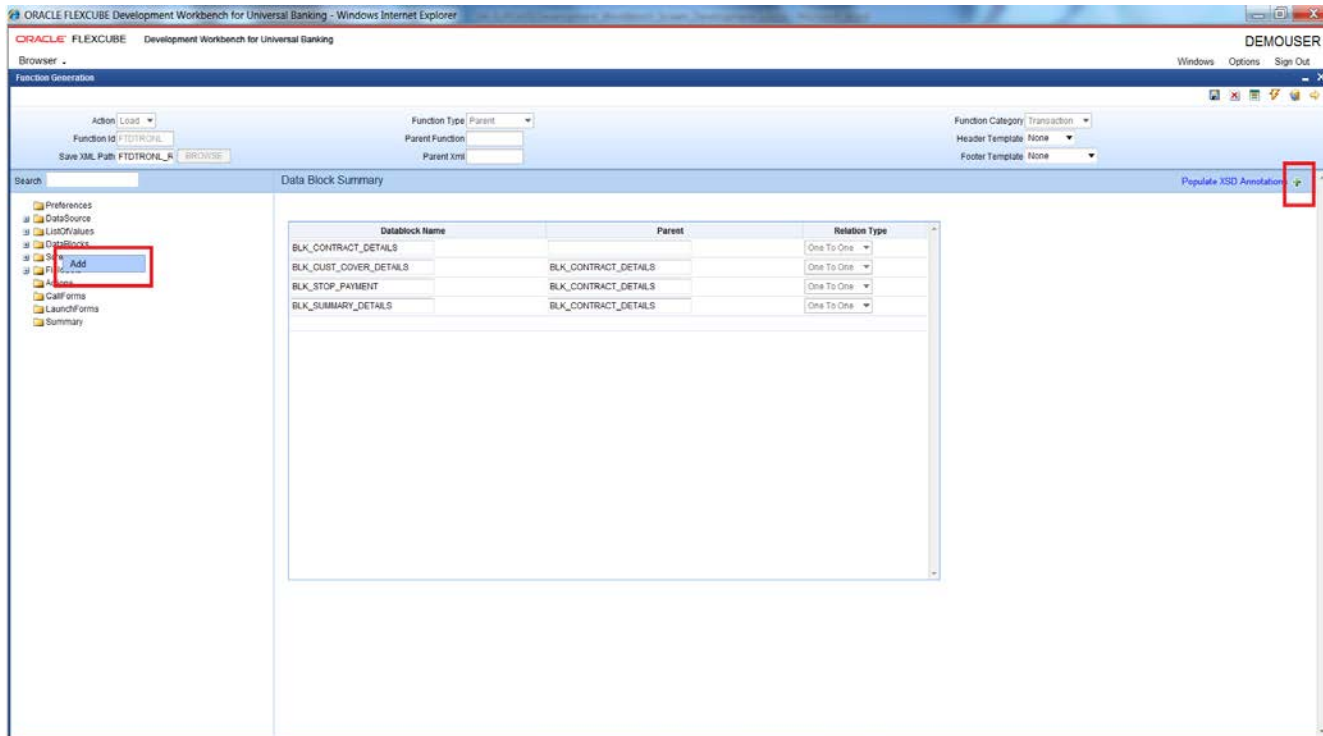 ORACLE FLEXCUBE Development Workbench for Universal Banking - Windows Internet Explorer
ORACLE FLEXCUBE Development Workbench for Universal Banking
DEMOUSER
Browser
Windows Options Sign Out
Function Generation
Action Load Function Type Parent Function Category Transaction
Function Id FTDTRONL Parent Function Header Template None
Save XML Path FTDTRONL_R BROWSE Parent Xml Footer Template None
Search Data Block Summary Populate XSD Annotations
Preferences
DataSource
ListOfValues
DataBlocks
Add
Actions
CallForms
LaunchForms
Summary
Datablock Name Parent Relation Type
BLK_CONTRACT_DETAILS One To One
BLK_CUST_COVER_DETAILS BLK_CONTRACT_DETAILS One To One
BLK_STOP_PAYMENT BLK_CONTRACT_DETAILS One To One
BLK_SUMMARY_DETAILS BLK_CONTRACT_DETAILS One To One